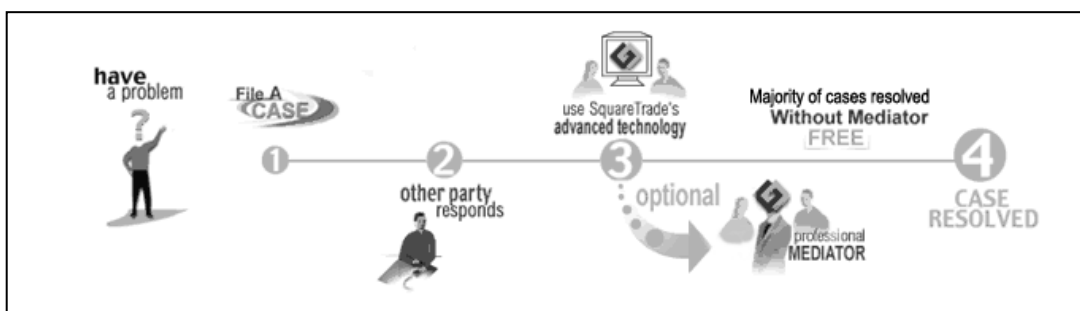 have
a problem
?
File A
CASE
1
2
other party
responds
use SquareTrade's
advanced technology
3
optional
professional
MEDIATOR
Majority of cases resolved
Without Mediator
FREE
4
CASE
RESOLVED